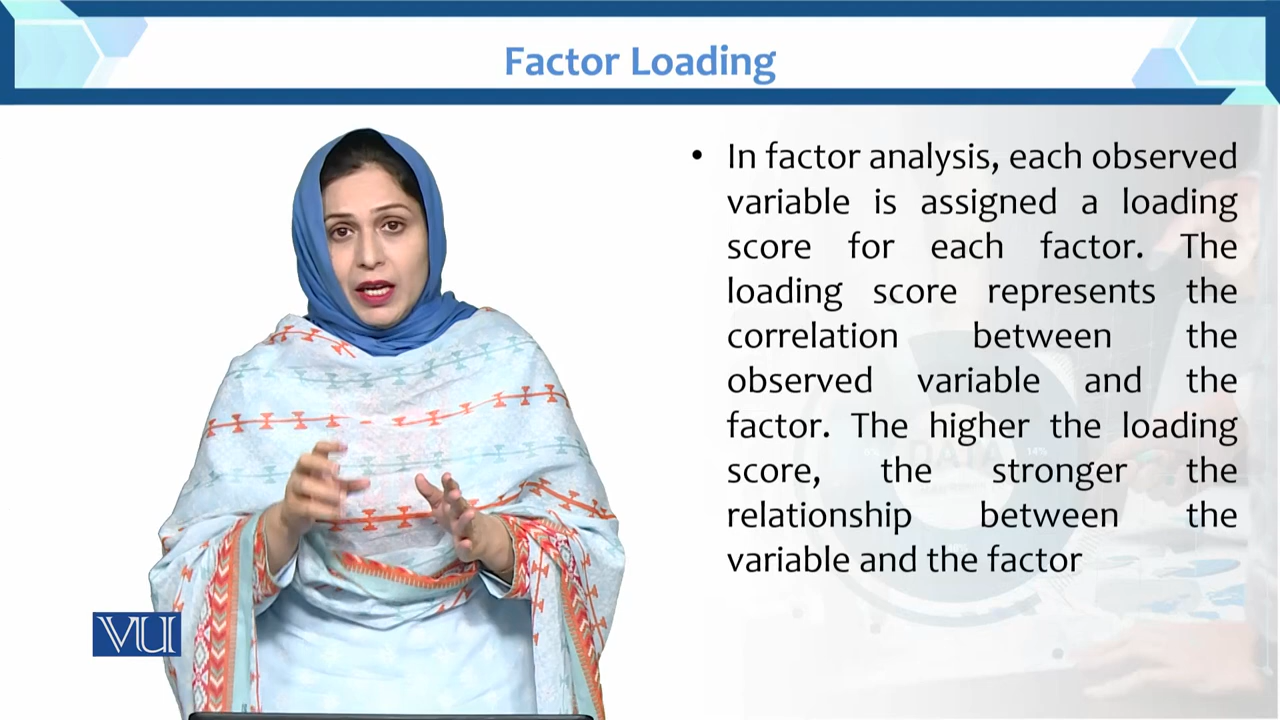 Factor Loading
• In factor analysis, each observed
variable is assigned a loading
score for each factor. The
loading score represents the
correlation between the
observed variable and the
factor. The higher the loading
score, the stronger the
relationship between the
variable and the factor
VU
DATA